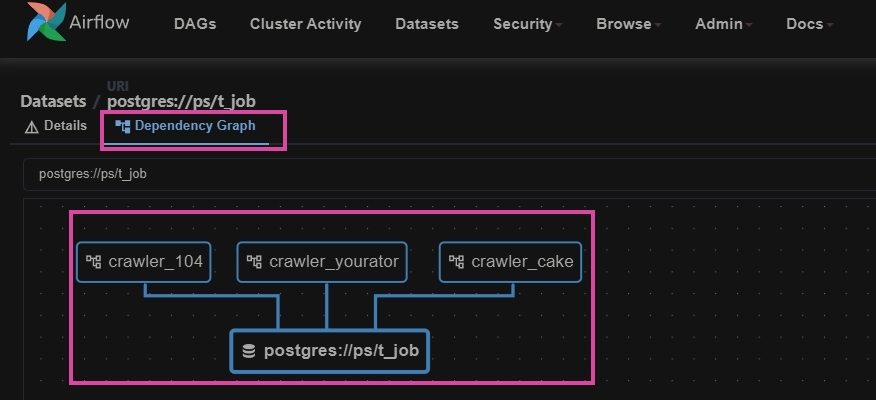 Airflow DAGs Cluster Activity Datasets Security Browse Admin Docs
URI
Datasets / postgres://ps/t_job
Details Dependency Graph
postgres://ps/t_job
crawler_104 crawler_yourator crawler_cake
postgres://ps/t_job